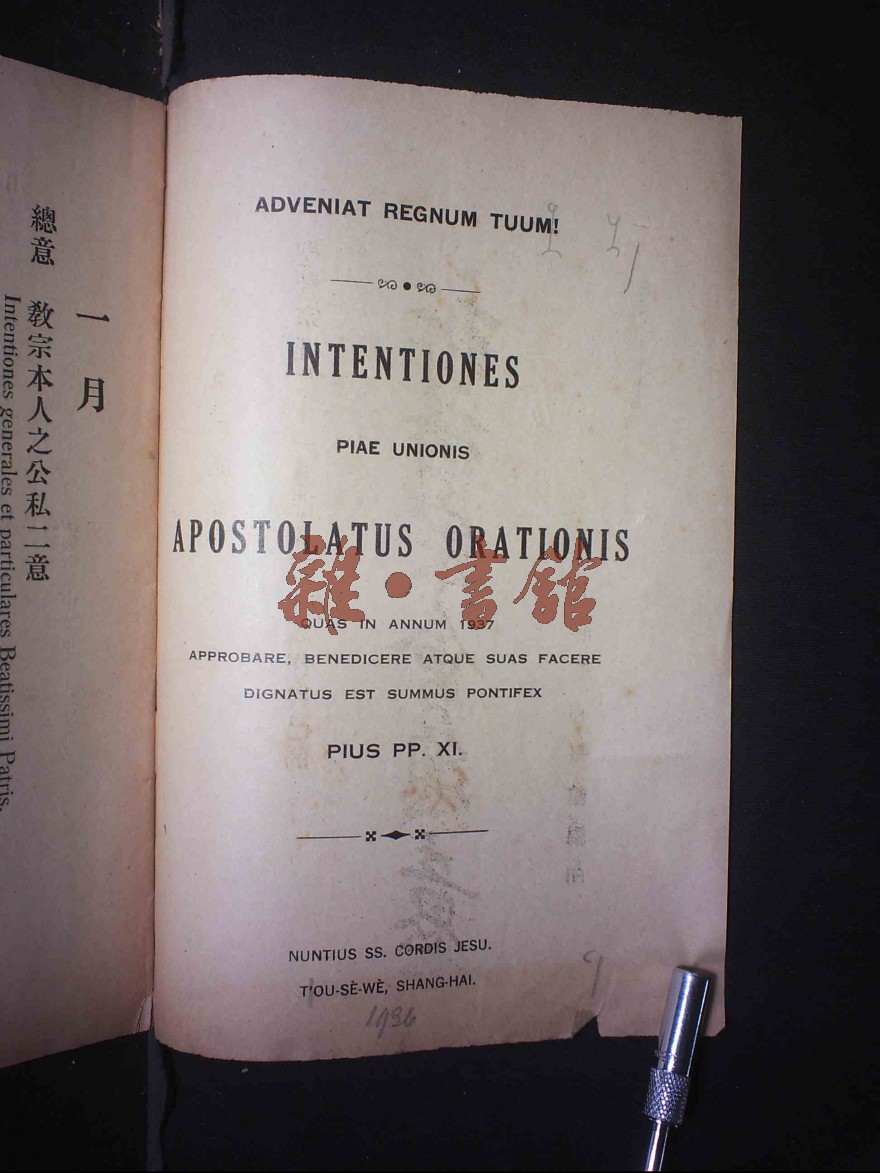 ADVENIAT REGNUM TUUM!
INTENTIONES
PIAE UNIONIS
APOSTOLATUS ORATIONIS
雜·書館
QUAS IN ANNUM 1937
APPROBARE, BENEDICERE ATQUE SUAS FACERE
DIGNATUS EST SUMMUS PONTIFEX
PIUS PP. XI.
NUNTIUS SS. CORDIS JESU.
T'OU-SÈ-WÈ, SHANG-HAI.
1936
一月
總意 敎宗本人之公私二意
Intentiones generales et particulares Beatissimi Patris.